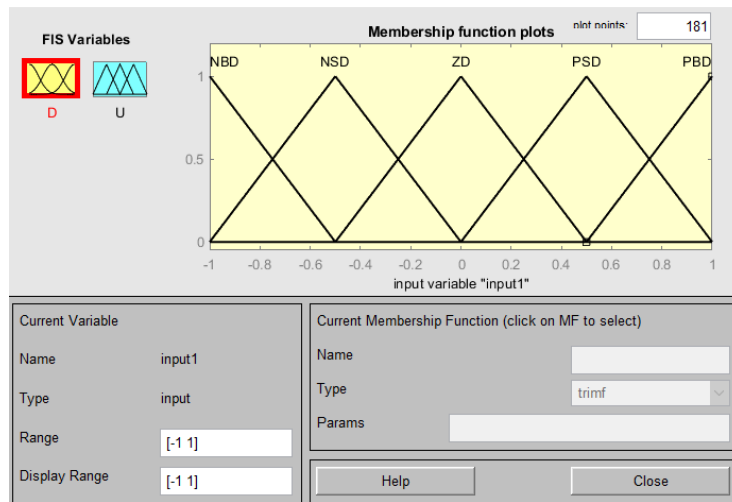 FIS Variables
D
U
Membership function plots
plot points:
181
NBD
NSD
ZD
PSD
PBD
1
0.5
0
-1
-0.8
-0.6
-0.4
-0.2
0
0.2
0.4
0.6
0.8
1
input variable "input1"
Current Variable
Name
input1
Type
input
Range
[-1 1]
Display Range
[-1 1]
Current Membership Function (click on MF to select)
Name
Type
trimf
Params
Help
Close